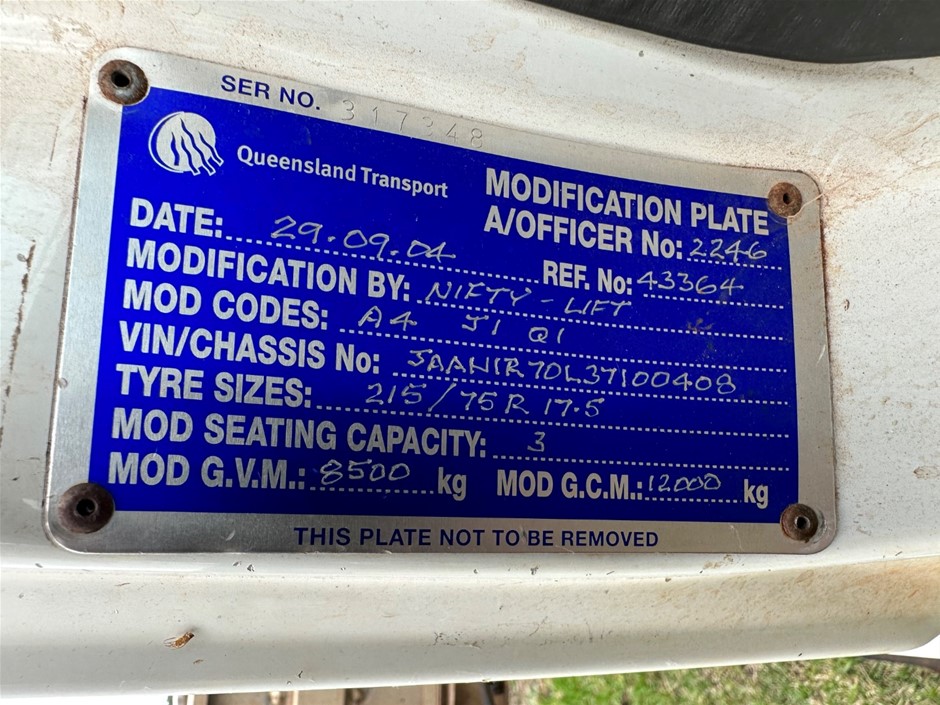 SER NO. 317348
Queensland Transport
MODIFICATION PLATE
DATE: 29.09.04
A/OFFICER No: 2246
MODIFICATION BY: NIFTY-LIFT
REF. No: 43364
MOD CODES: A4 J1 Q1
VIN/CHASSIS No: JAAN1R70L37100408
TYRE SIZES: 215/75R 17.5
MOD SEATING CAPACITY: 3
MOD G.V.M.: 8500 kg MOD G.C.M.: 12000 kg
THIS PLATE NOT TO BE REMOVED